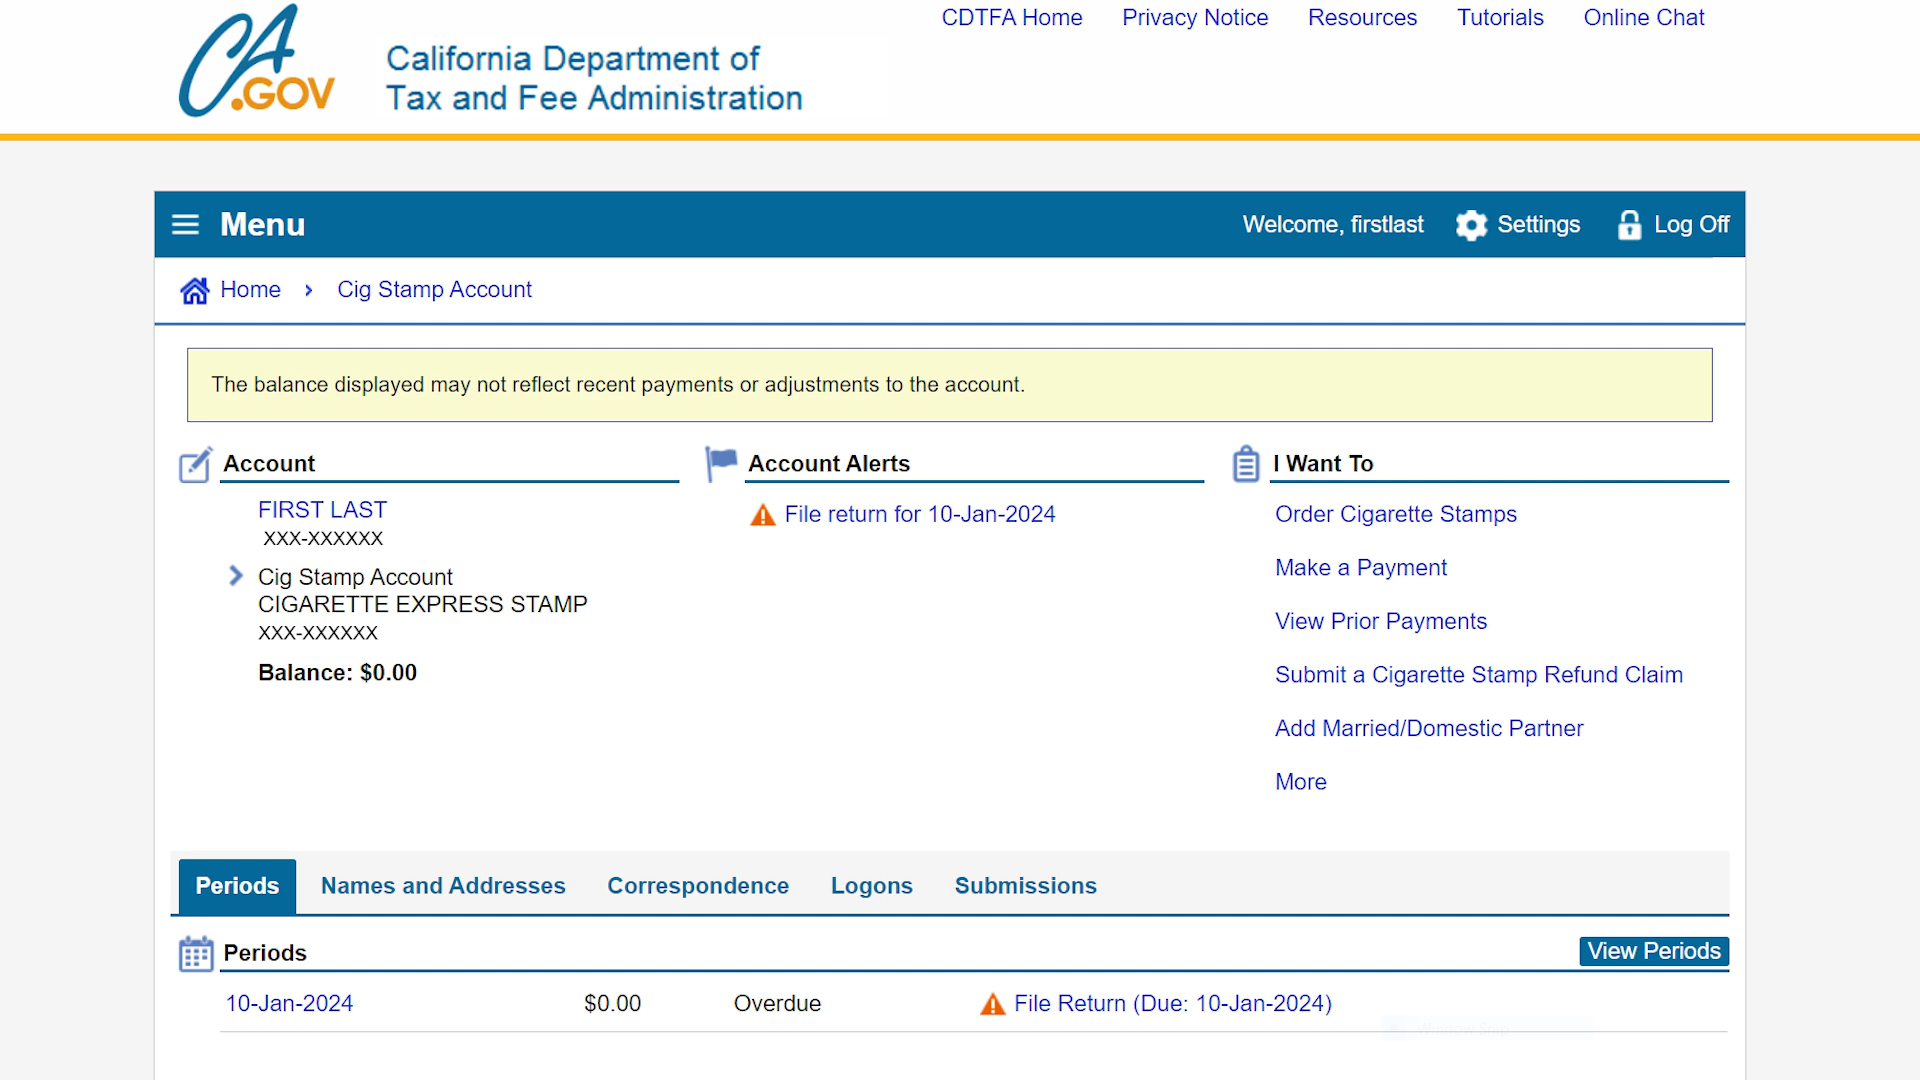 CDTFA Home Privacy Notice Resources Tutorials Online Chat
CA
.GOV
California Department of
Tax and Fee Administration
Menu
Welcome, firstlast Settings Log Off
Home › Cig Stamp Account
The balance displayed may not reflect recent payments or adjustments to the account.
Account
FIRST LAST
XXX-XXXXXX
Cig Stamp Account
CIGARETTE EXPRESS STAMP
XXX-XXXXXX
Balance: $0.00
Account Alerts
File return for 10-Jan-2024
I Want To
Order Cigarette Stamps
Make a Payment
View Prior Payments
Submit a Cigarette Stamp Refund Claim
Add Married/Domestic Partner
More
Periods Names and Addresses Correspondence Logons Submissions
Periods View Periods
10-Jan-2024 $0.00 Overdue File Return (Due: 10-Jan-2024)